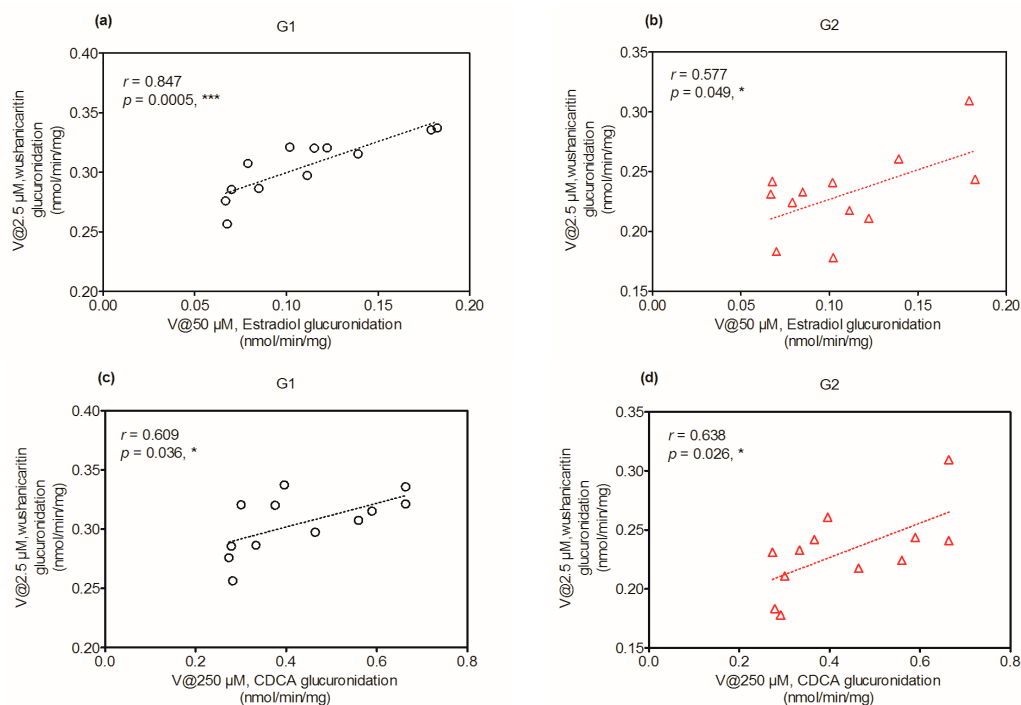 (a)
G1
0.40
0.35
0.30
0.25
0.20
0.00
0.05
0.10
0.15
0.20
r = 0.847
p = 0.0005, ***
V@2.5 µM,wushanicaritin
glucuronidation
(nmol/min/mg)
V@50 µM, Estradiol glucuronidation
(nmol/min/mg)
(b)
G2
0.35
0.30
0.25
0.20
0.15
0.00
0.05
0.10
0.15
0.20
r = 0.577
p = 0.049, *
V@2.5 µM,wushanicaritin
glucuronidation
(nmol/min/mg)
V@50 µM, Estradiol glucuronidation
(nmol/min/mg)
(c)
G1
0.40
0.35
0.30
0.25
0.20
0.0
0.2
0.4
0.6
0.8
r = 0.609
p = 0.036, *
V@2.5 µM,wushanicaritin
glucuronidation
(nmol/min/mg)
V@250 µM, CDCA glucuronidation
(nmol/min/mg)
(d)
G2
0.35
0.30
0.25
0.20
0.15
0.0
0.2
0.4
0.6
0.8
r = 0.638
p = 0.026, *
V@2.5 µM,wushanicaritin
glucuronidation
(nmol/min/mg)
V@250 µM, CDCA glucuronidation
(nmol/min/mg)